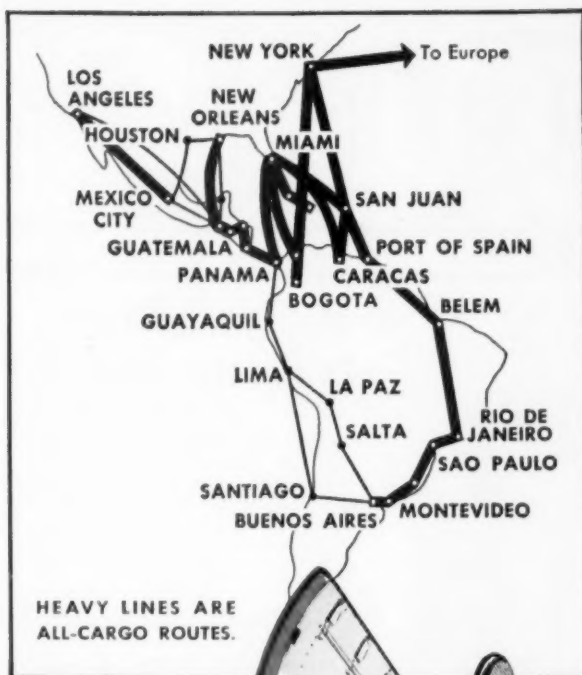 NEW YORK
To Europe
LOS
ANGELES
NEW
ORLEANS
HOUSTON
MIAMI
MEXICO
CITY
SAN JUAN
GUATEMALA
PORT OF SPAIN
PANAMA
CARACAS
BOGOTA
BELEM
GUAYAQUIL
LIMA
LA PAZ
RIO DE
JANEIRO
SALTA
SAO PAULO
SANTIAGO
BUENOS AIRES
MONTEVIDEO
HEAVY LINES ARE
ALL-CARGO ROUTES.